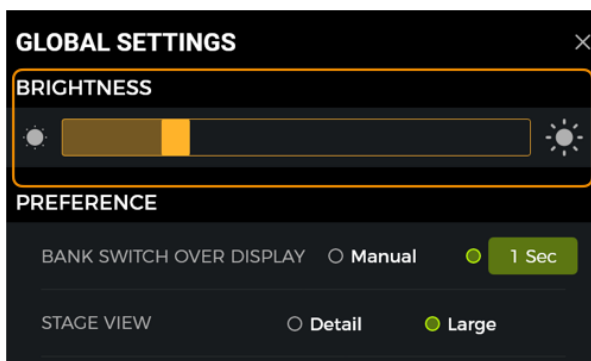 GLOBAL SETTINGS
BRIGHTNESS
PREFERENCE
BANK SWITCH OVER DISPLAY Manual 1 Sec
STAGE VIEW Detail Large